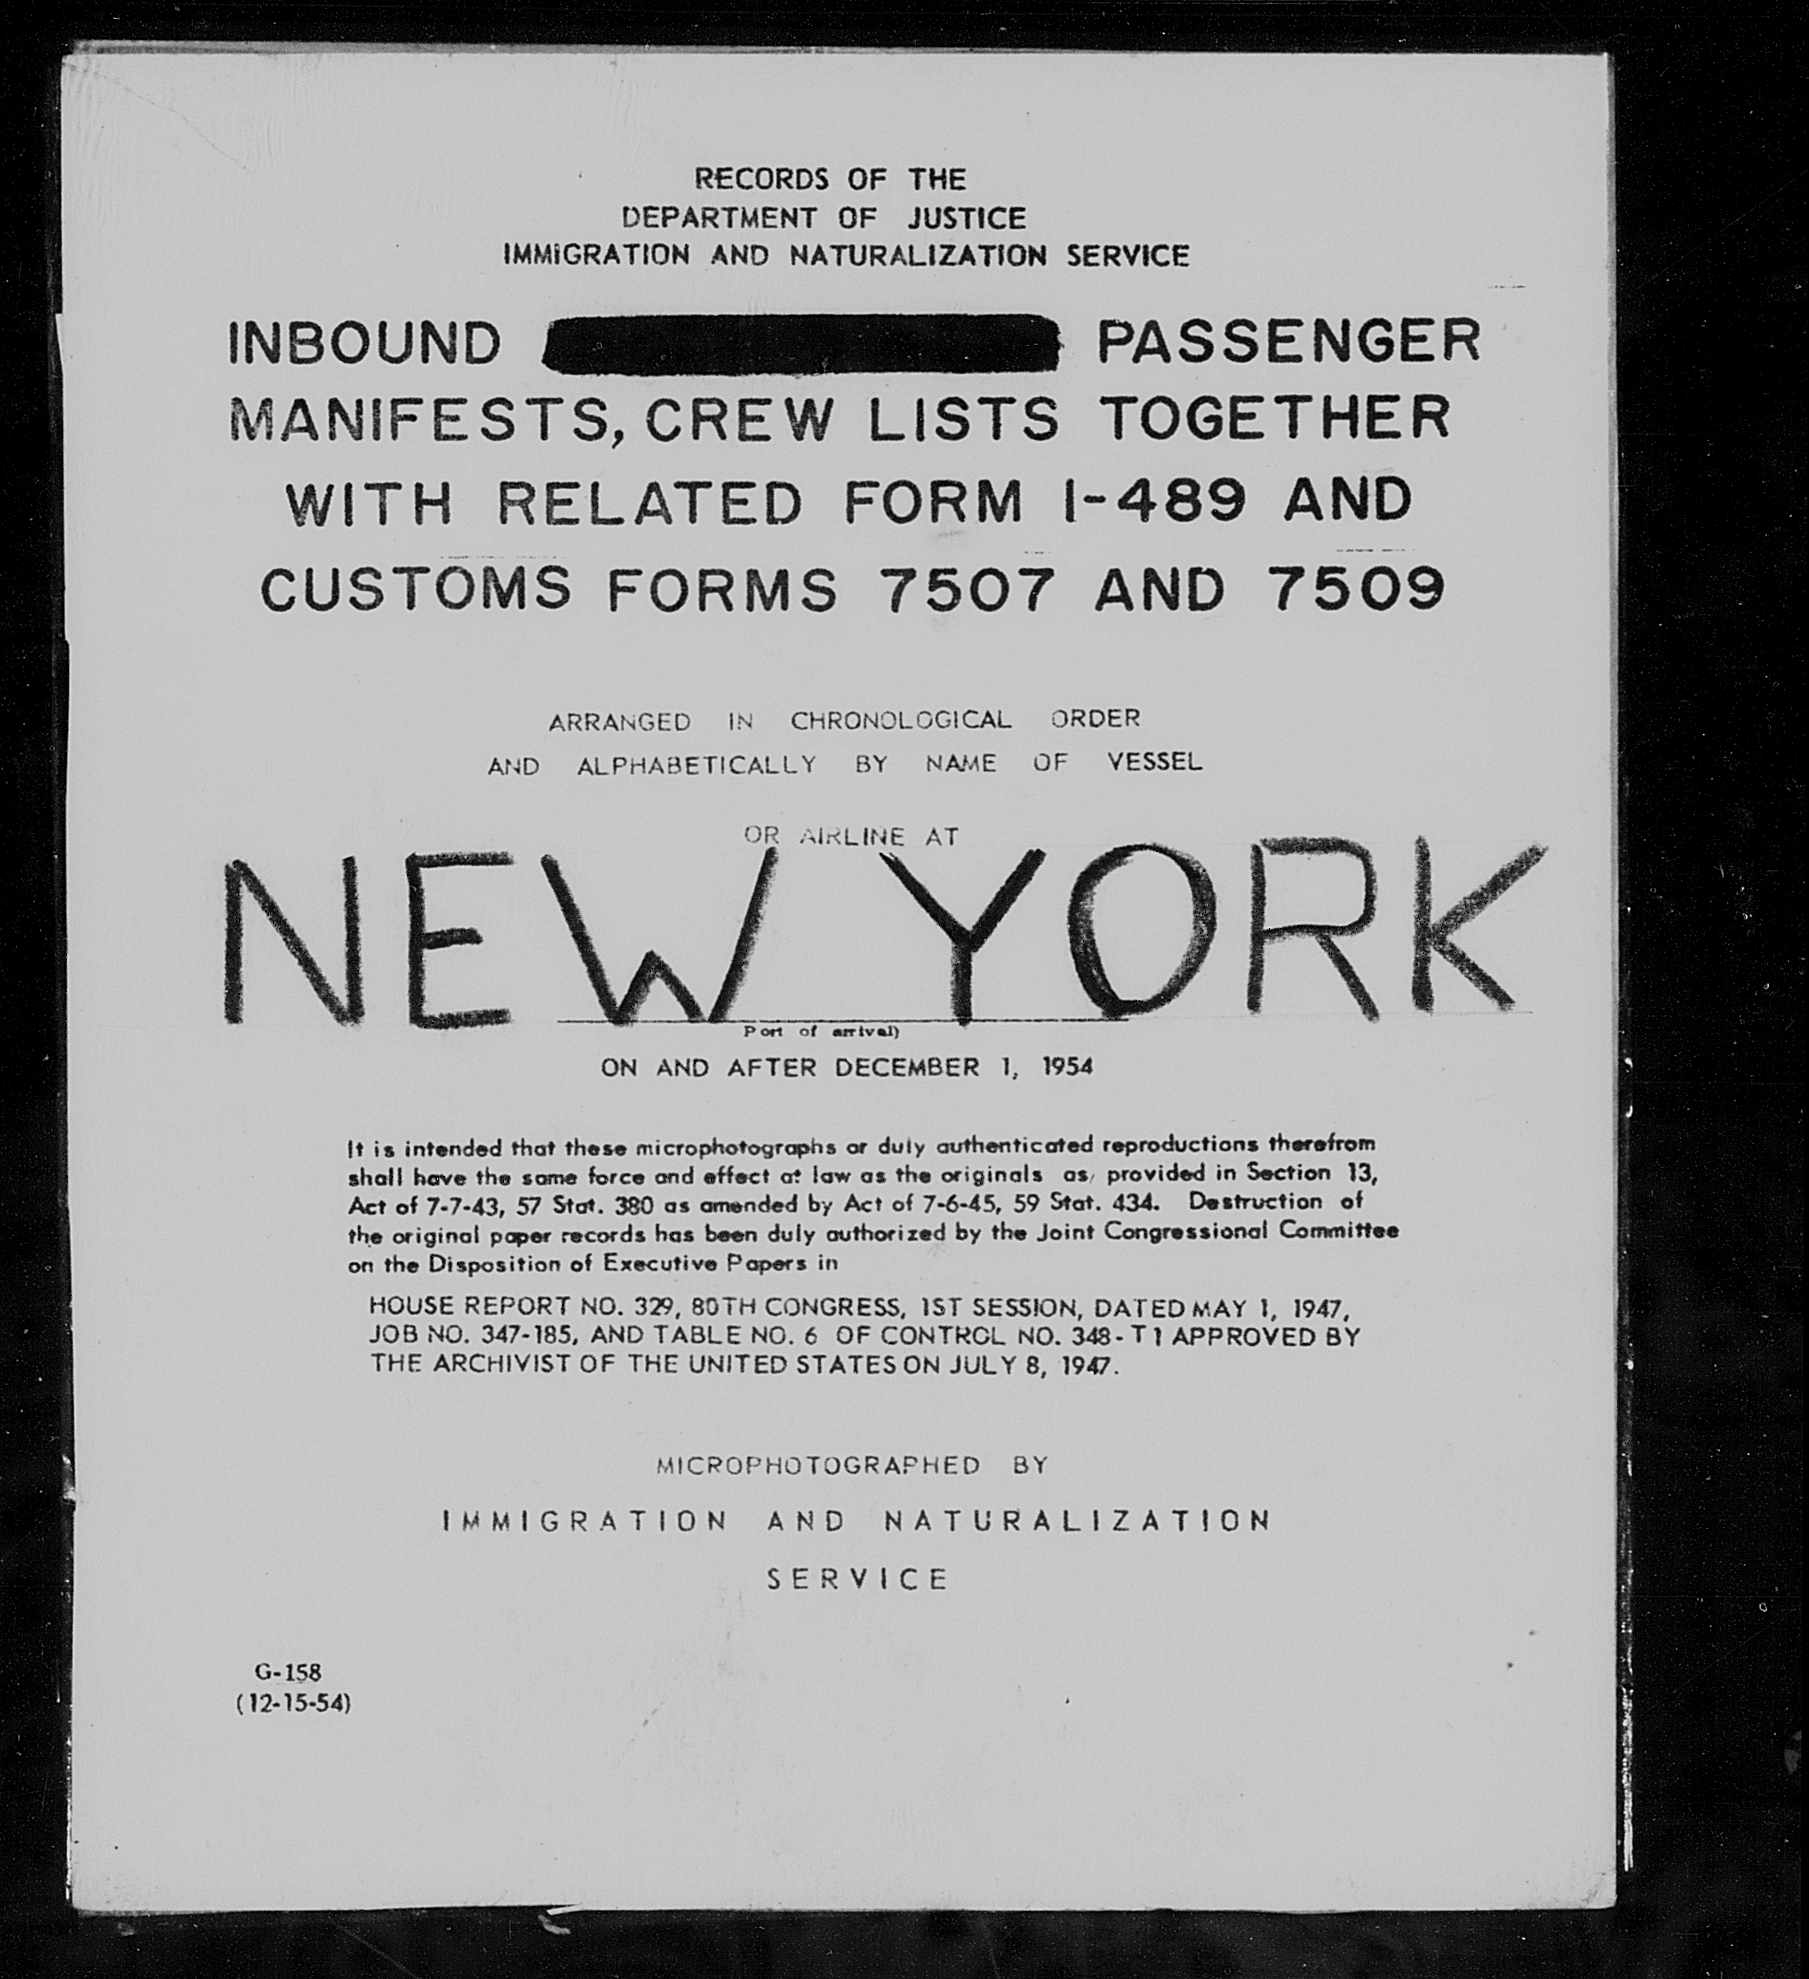 RECORDS OF THE
DEPARTMENT OF JUSTICE
IMMIGRATION AND NATURALIZATION SERVICE
INBOUND PASSENGER
MANIFESTS, CREW LISTS TOGETHER
WITH RELATED FORM I-489 AND
CUSTOMS FORMS 7507 AND 7509
ARRANGED IN CHRONOLOGICAL ORDER
AND ALPHABETICALLY BY NAME OF VESSEL
OR AIRLINE AT
NEW YORK
Port of arrival)
ON AND AFTER DECEMBER 1, 1954
It is intended that these microphotographs or duly authenticated reproductions therefrom
shall have the same force and effect at law as the originals as, provided in Section 13,
Act of 7-7-43, 57 Stat. 380 as amended by Act of 7-6-45, 59 Stat. 434. Destruction of
the original paper records has been duly authorized by the Joint Congressional Committee
on the Disposition of Executive Papers in
HOUSE REPORT NO. 329, 80TH CONGRESS, 1ST SESSION, DATED MAY 1, 1947,
JOB NO. 347-185, AND TABLE NO. 6 OF CONTROL NO. 348-T1 APPROVED BY
THE ARCHIVIST OF THE UNITED STATES ON JULY 8, 1947.
MICROPHOTOGRAPHED BY
IMMIGRATION AND NATURALIZATION
SERVICE
G-158
(12-15-54)